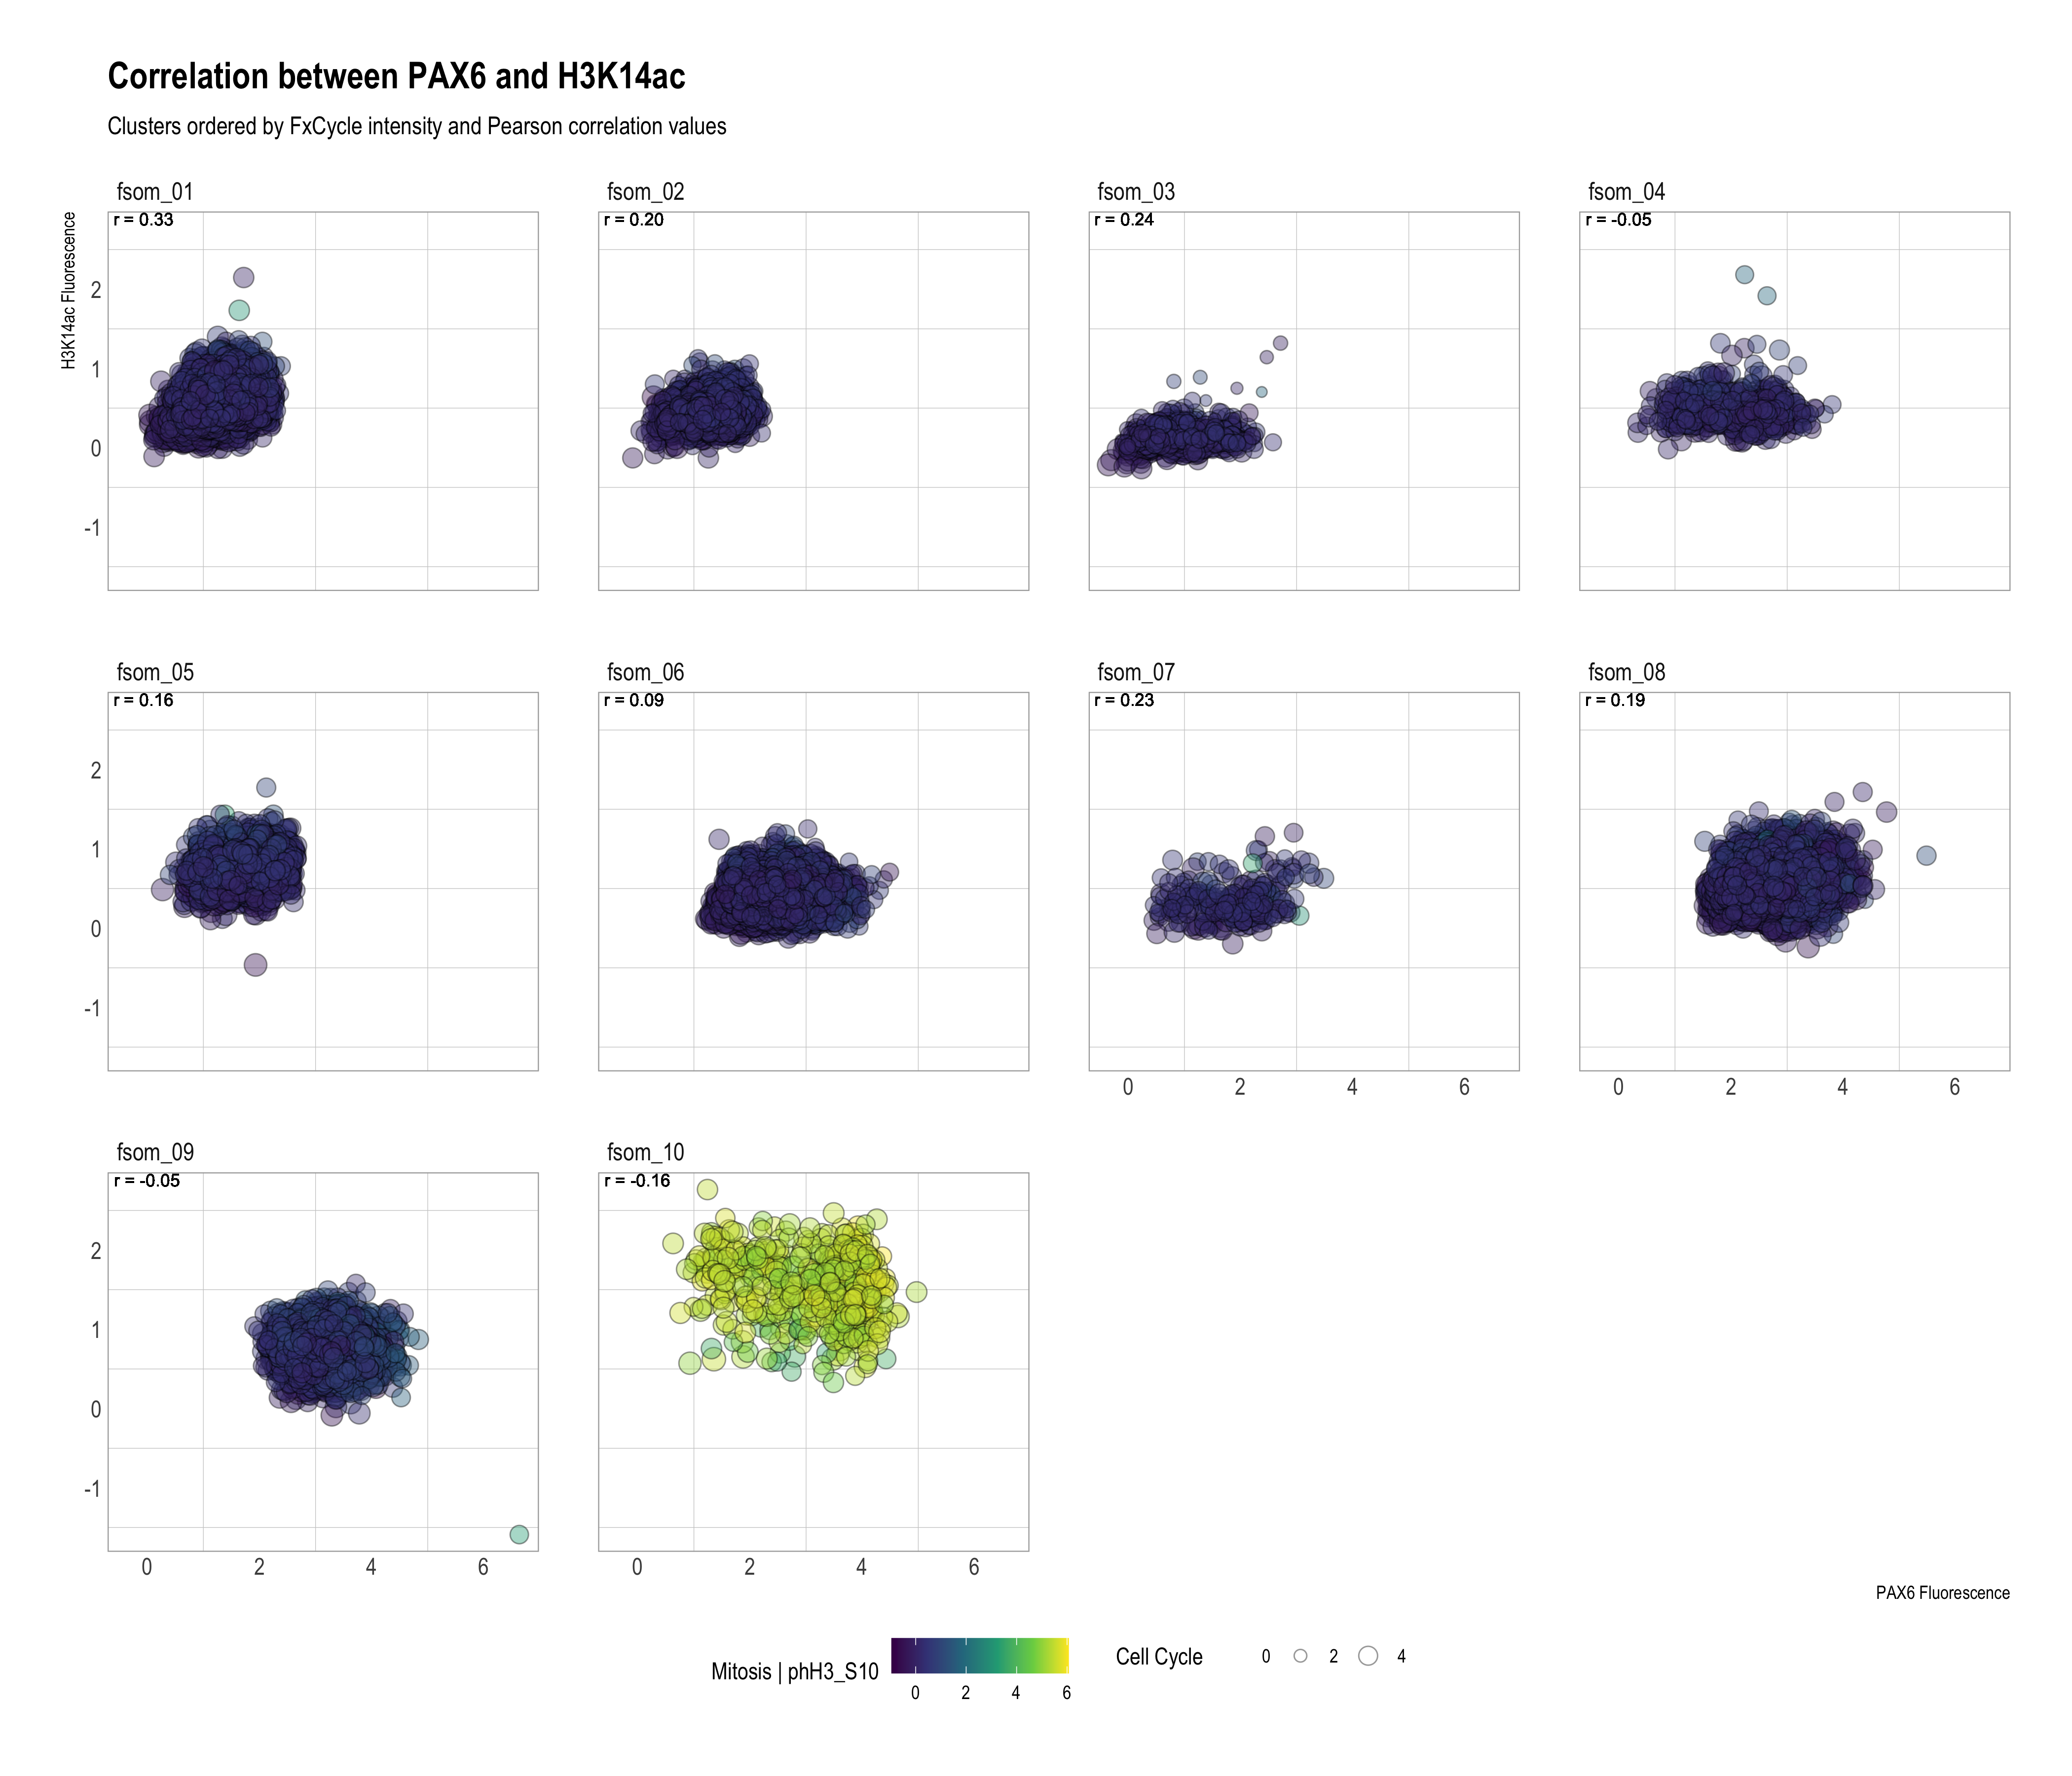 Correlation between PAX6 and H3K14ac
Clusters ordered by FxCycle intensity and Pearson correlation values
fsom_01 fsom_02 fsom_03 fsom_04
r = 0.33 r = 0.20 r = 0.24 r = -0.05
H3K14ac Fluorescence
2
1
0
-1
fsom_05 fsom_06 fsom_07 fsom_08
r = 0.16 r = 0.09 r = 0.23 r = 0.19
2
1
0
-1
0 2 4 6 0 2 4 6
fsom_09 fsom_10
r = -0.05 r = -0.16
2
1
0
-1
0 2 4 6 0 2 4 6
PAX6 Fluorescence
Mitosis | phH3_S10
0 2 4 6
Cell Cycle 0 2 4